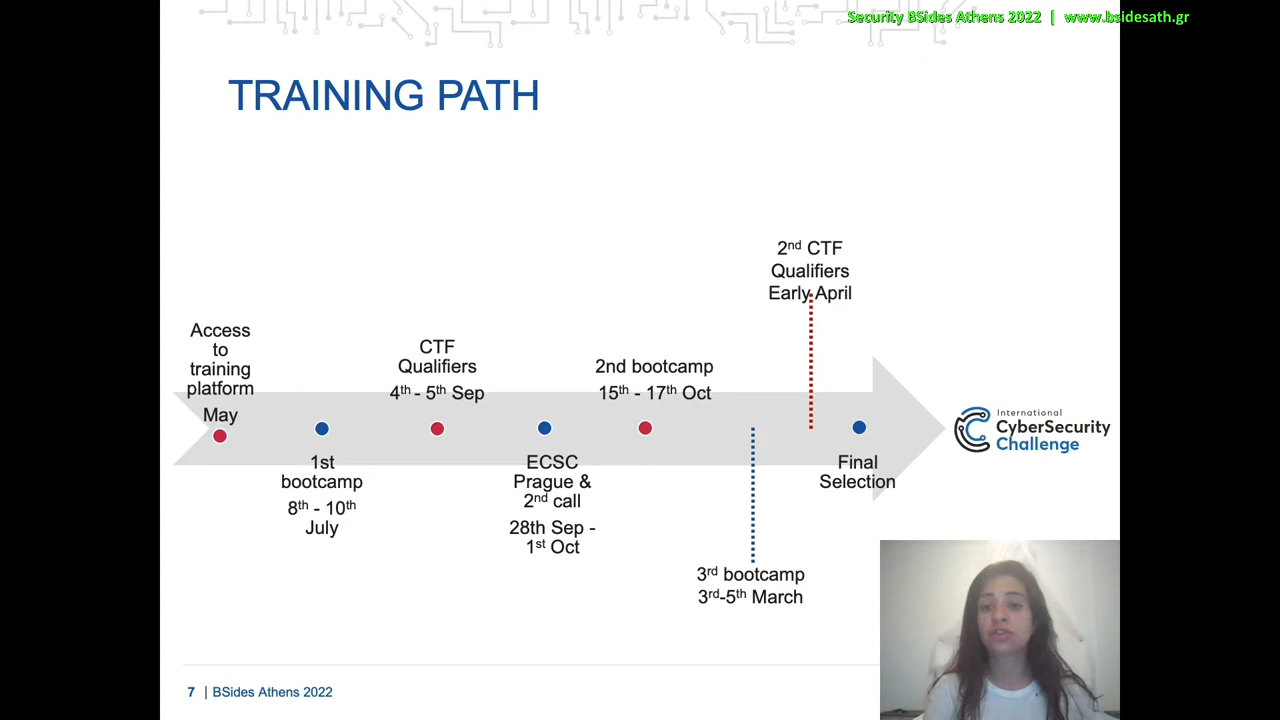 Security BSides Athens 2022 | www.bsidesath.gr
TRAINING PATH
2nd CTF
Qualifiers
Early April
Access
to
training
platform
May
CTF
Qualifiers
4th - 5th Sep
2nd bootcamp
15th - 17th Oct
1st
bootcamp
8th - 10th
July
ECSC
Prague &
2nd call
28th Sep -
1st Oct
3rd bootcamp
3rd-5th March
Final
Selection
International
CyberSecurity
Challenge
7 | BSides Athens 2022